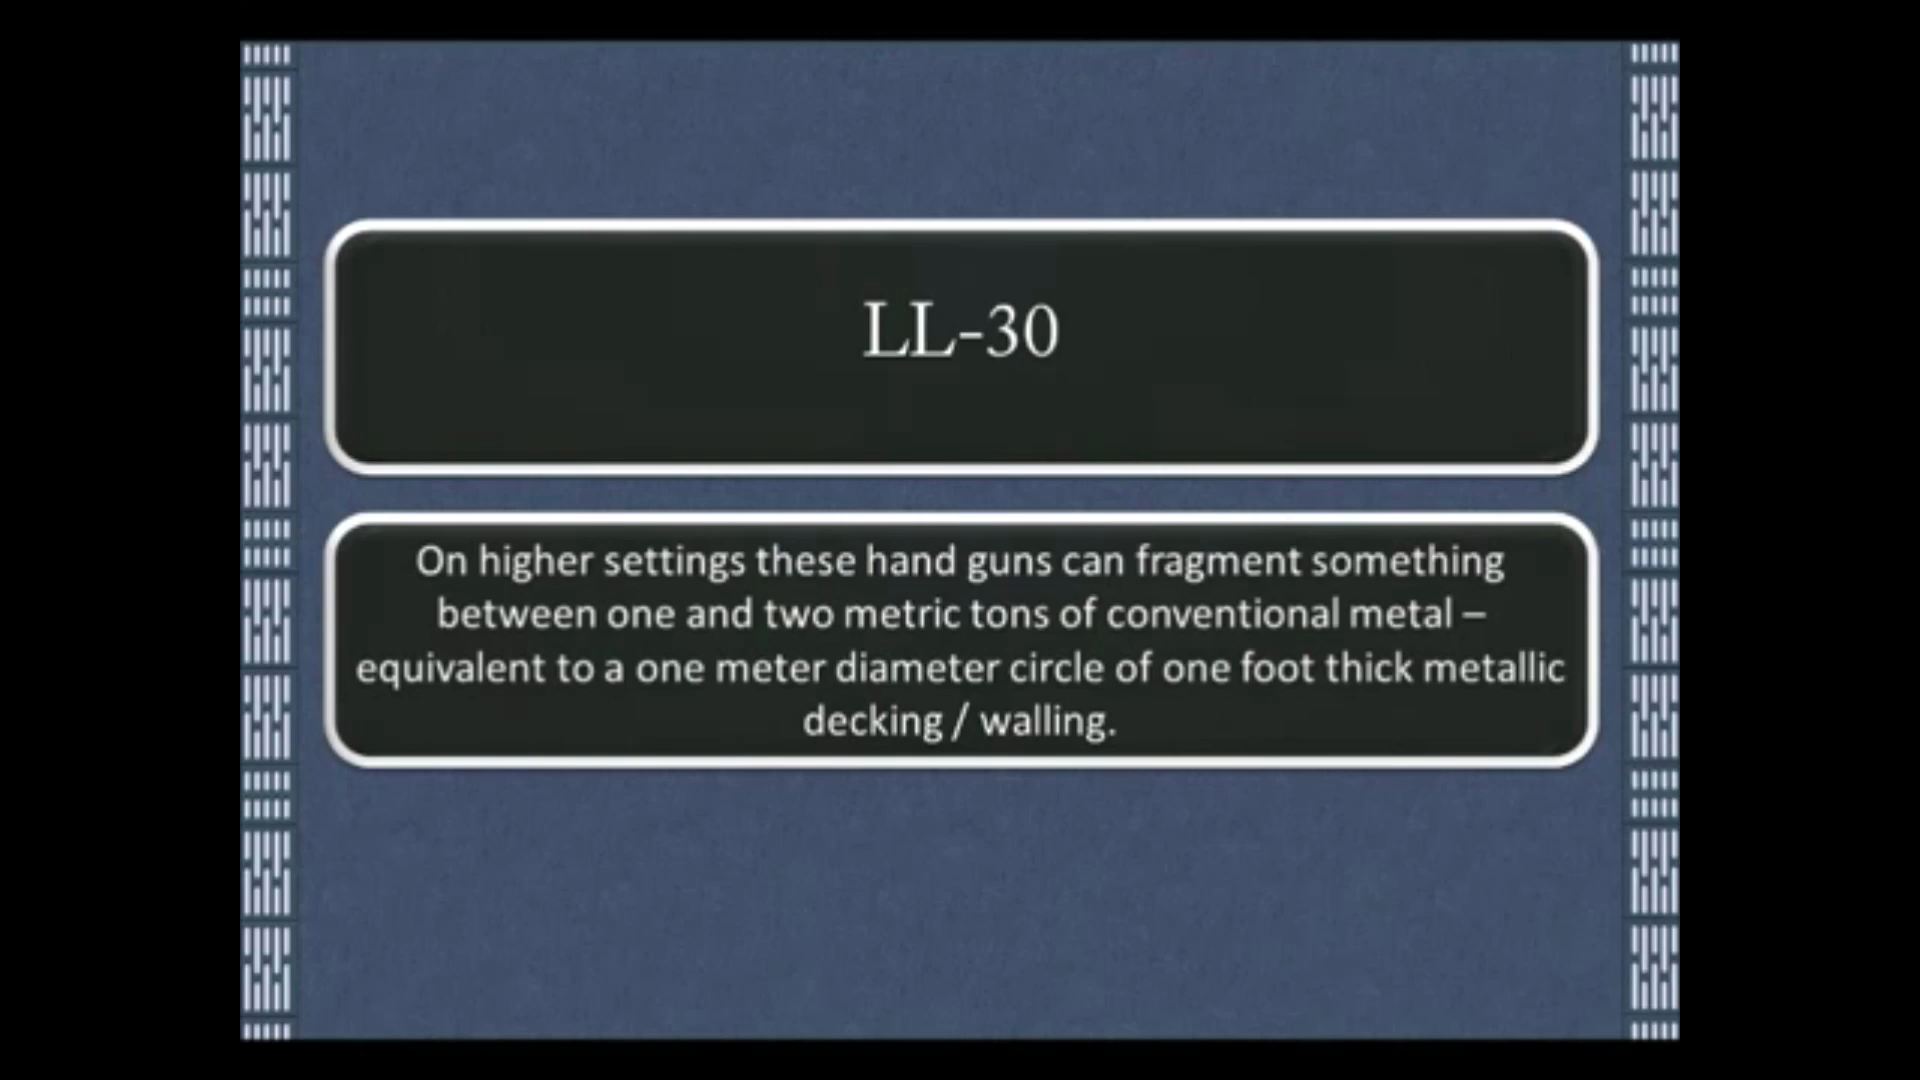 LL-30
On higher settings these hand guns can fragment something
between one and two metric tons of conventional metal –
equivalent to a one meter diameter circle of one foot thick metallic
decking / walling.